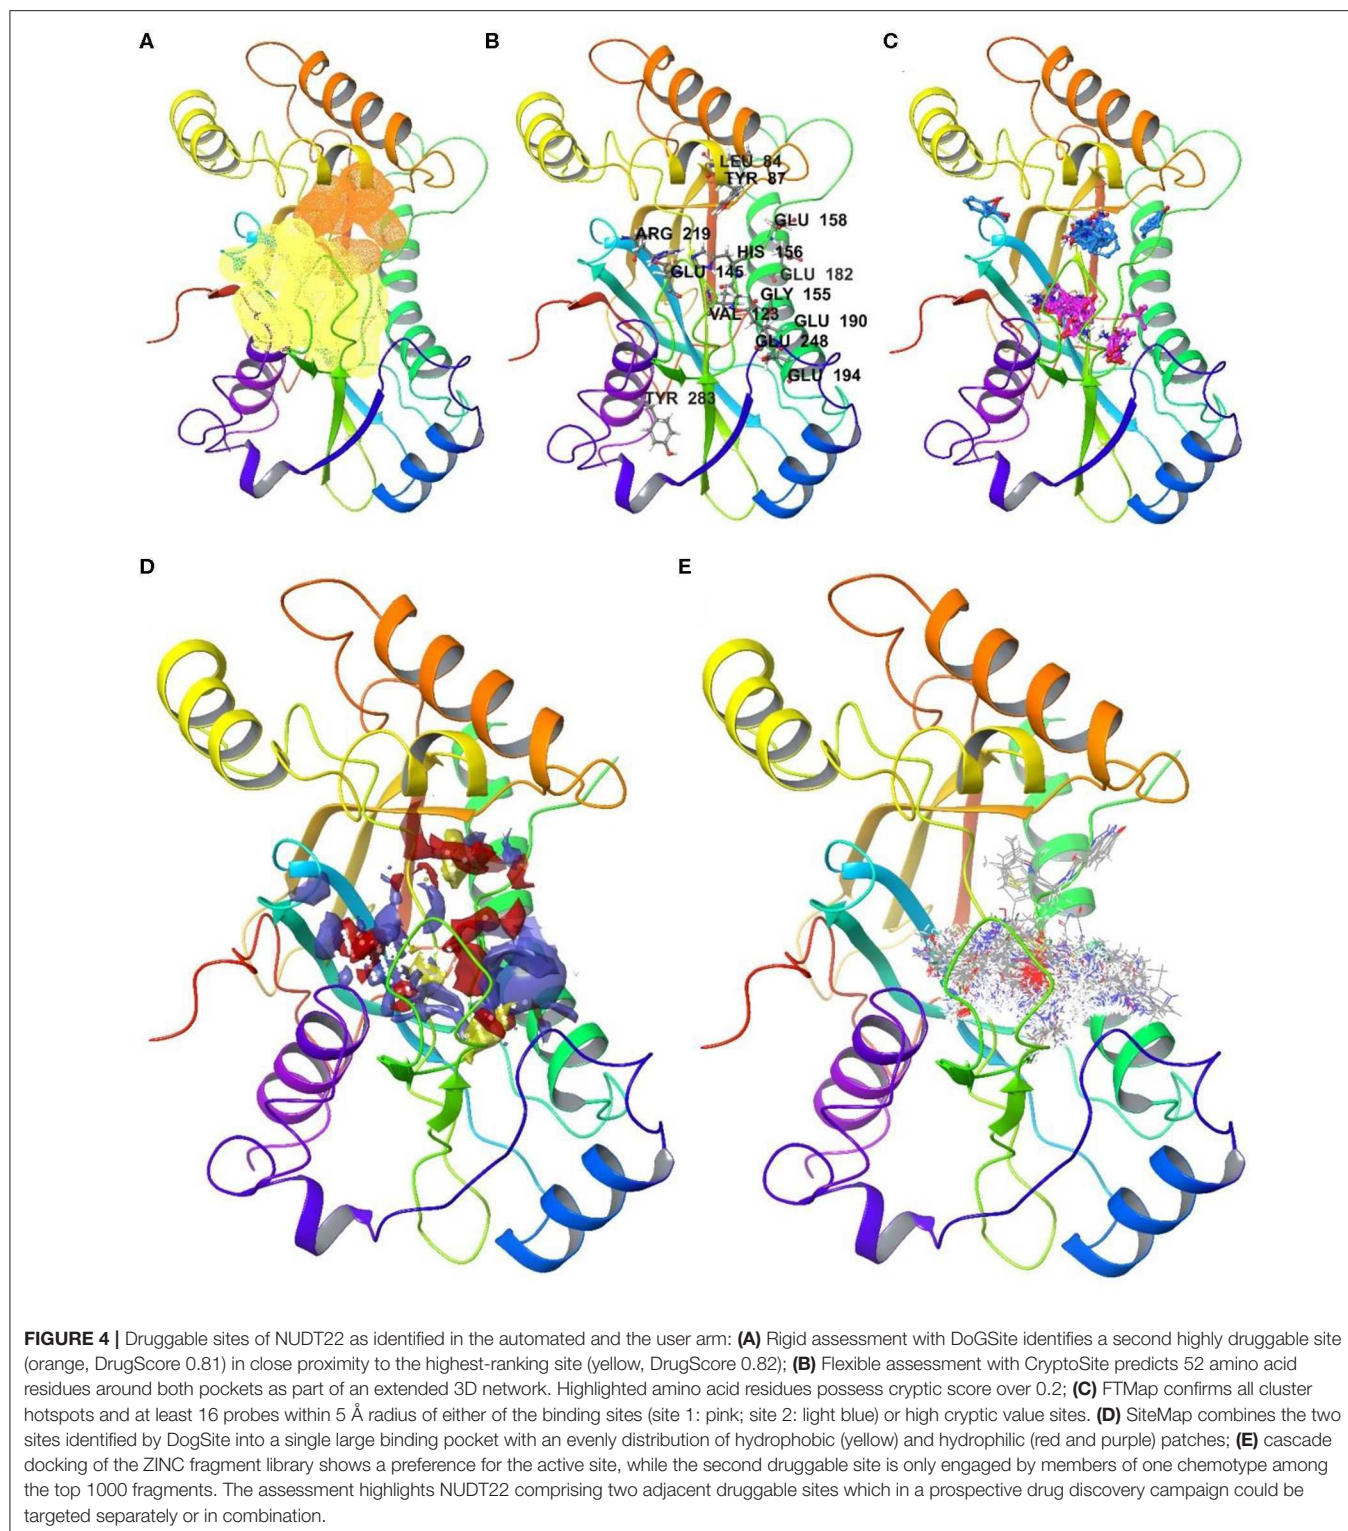 A
B
C
LEU 84
TYR 87
GLU 158
ARG 219
HIS 156
GLU 145
GLU 182
GLY 155
VAL 123
GLU 190
GLU 248
GLU 194
TYR 283
D
E
FIGURE 4 | Druggable sites of NUDT22 as identified in the automated and the user arm: (A) Rigid assessment with DoGSite identifies a second highly druggable site
(orange, DrugScore 0.81) in close proximity to the highest-ranking site (yellow, DrugScore 0.82); (B) Flexible assessment with CryptoSite predicts 52 amino acid
residues around both pockets as part of an extended 3D network. Highlighted amino acid residues possess cryptic score over 0.2; (C) FTMap confirms all cluster
hotspots and at least 16 probes within 5 Å radius of either of the binding sites (site 1: pink; site 2: light blue) or high cryptic value sites. (D) SiteMap combines the two
sites identified by DogSite into a single large binding pocket with an evenly distribution of hydrophobic (yellow) and hydrophilic (red and purple) patches; (E) cascade
docking of the ZINC fragment library shows a preference for the active site, while the second druggable site is only engaged by members of one chemotype among
the top 1000 fragments. The assessment highlights NUDT22 comprising two adjacent druggable sites which in a prospective drug discovery campaign could be
targeted separately or in combination.